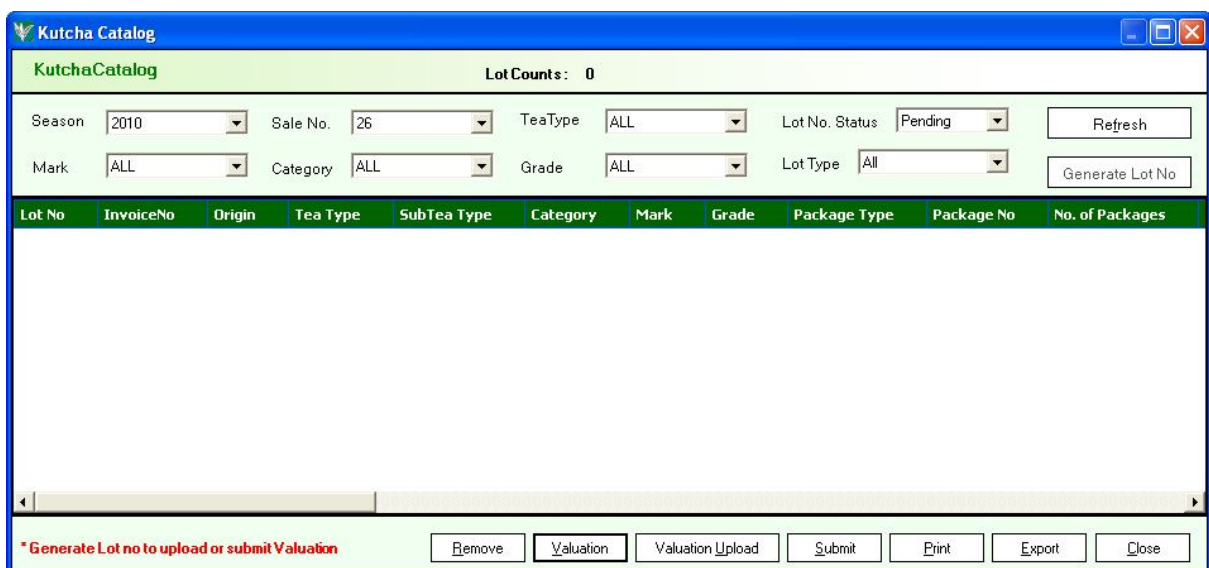 Kutcha Catalog
KutchaCatalog Lot Counts : 0
Season 2010 Sale No. 26 TeaType ALL Lot No. Status Pending Refresh
Mark ALL Category ALL Grade ALL Lot Type All Generate Lot No
Lot No InvoiceNo Origin Tea Type SubTea Type Category Mark Grade Package Type Package No No. of Packages
* Generate Lot no to upload or submit Valuation Remove Valuation Valuation Upload Submit Print Export Close